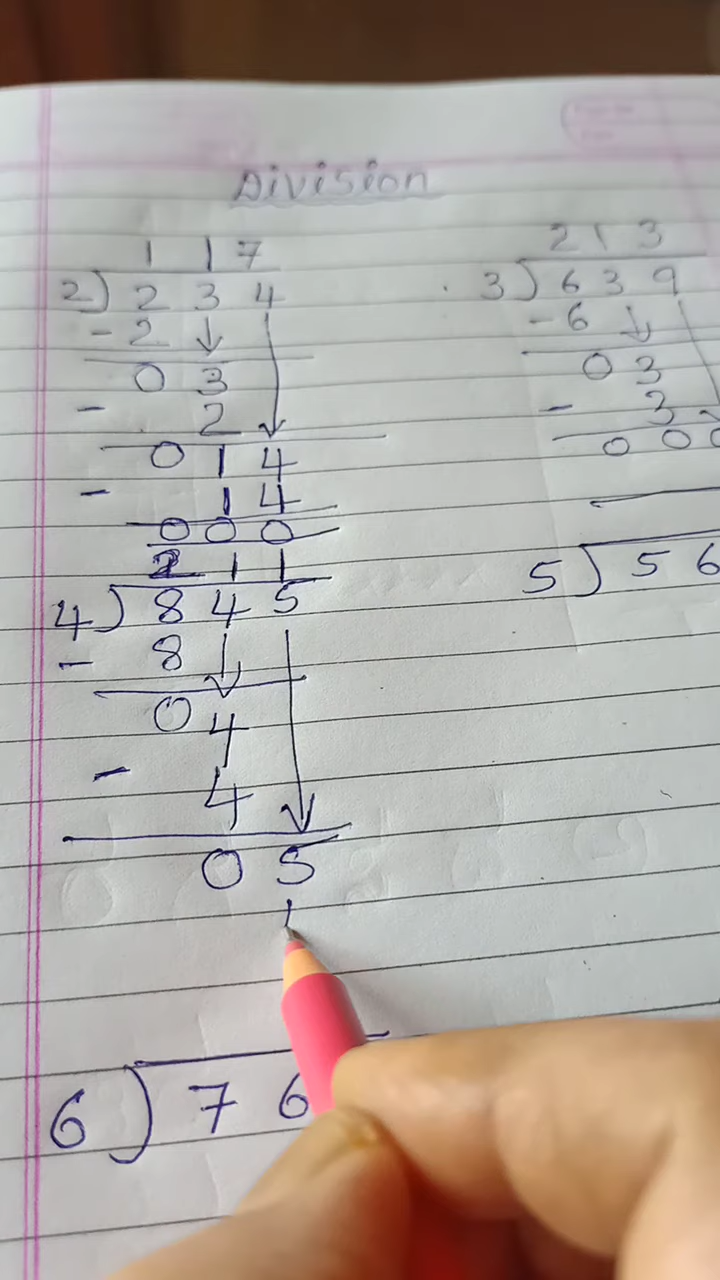 Division
1 1 7
2 ) 2 3 4
- 2 ↓
0 3
- 2
0 1 4
- 1 4
0 0 0
2 1 1
4 ) 8 4 5
- 8 ↓
0 4
- 4
0 5
2 1 3
3 ) 6 3 9
- 6 ↓
0 3
- 3
0 0 0
5 ) 5 6
6 ) 7 6